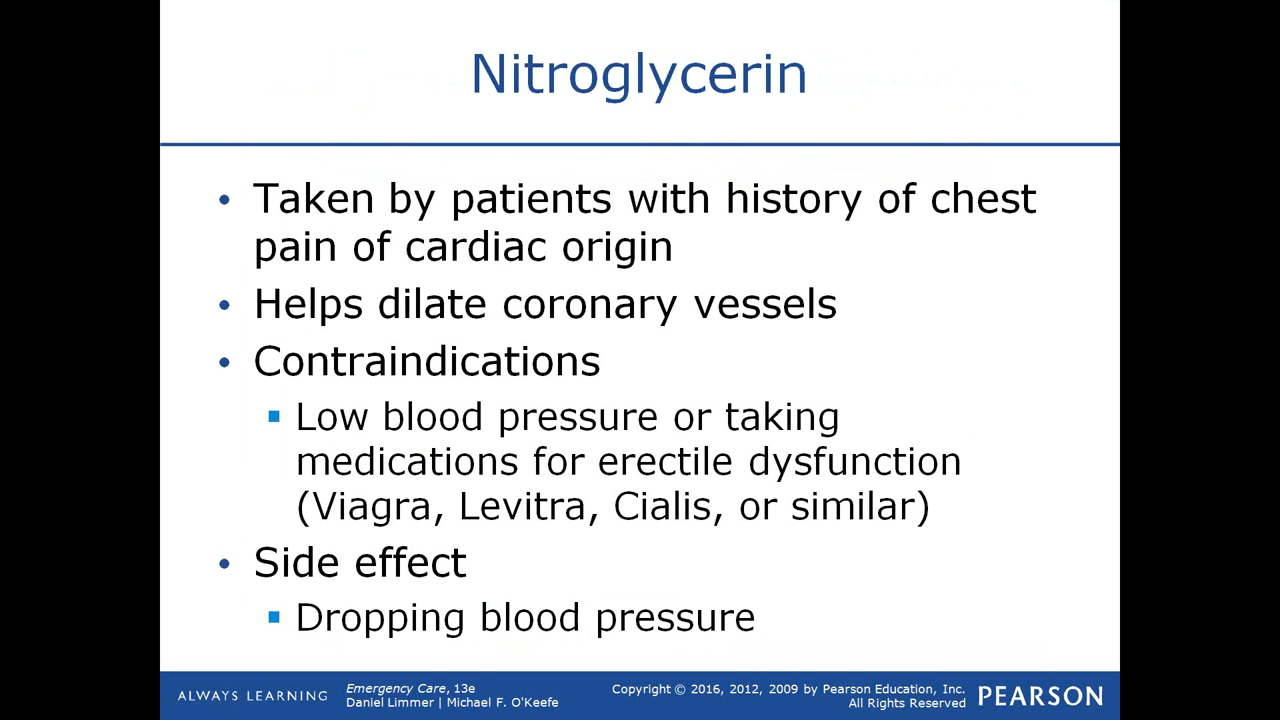 Nitroglycerin
• Taken by patients with history of chest
pain of cardiac origin
• Helps dilate coronary vessels
• Contraindications
▪ Low blood pressure or taking
medications for erectile dysfunction
(Viagra, Levitra, Cialis, or similar)
• Side effect
▪ Dropping blood pressure
ALWAYS LEARNING
Emergency Care, 13e
Daniel Limmer | Michael F. O'Keefe
Copyright © 2016, 2012, 2009 by Pearson Education, Inc.
All Rights Reserved
PEARSON